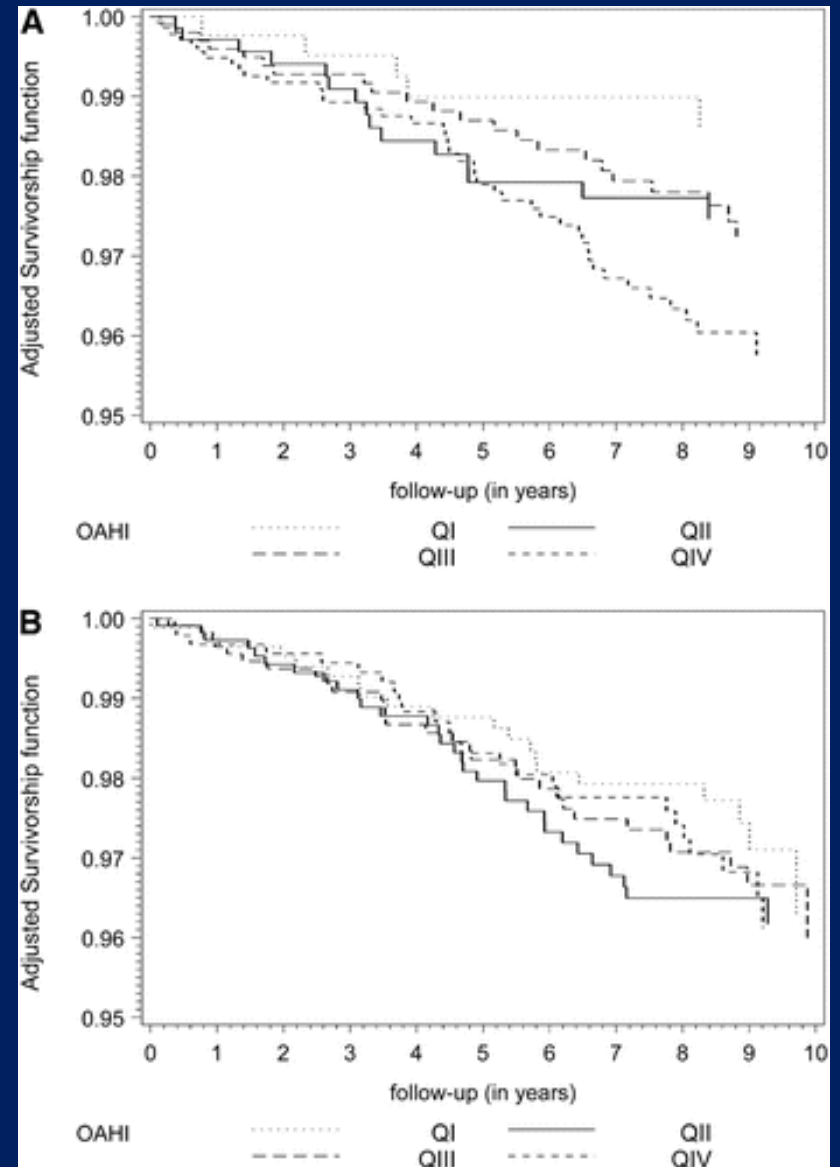 A
1.00
0.99
0.98
0.97
0.96
0.95
Adjusted Survivorship function
0 1 2 3 4 5 6 7 8 9 10
follow-up (in years)
OAHI QI QII
QIII QIV
B
1.00
0.99
0.98
0.97
0.96
0.95
Adjusted Survivorship function
0 1 2 3 4 5 6 7 8 9 10
follow-up (in years)
OAHI QI QII
QIII QIV